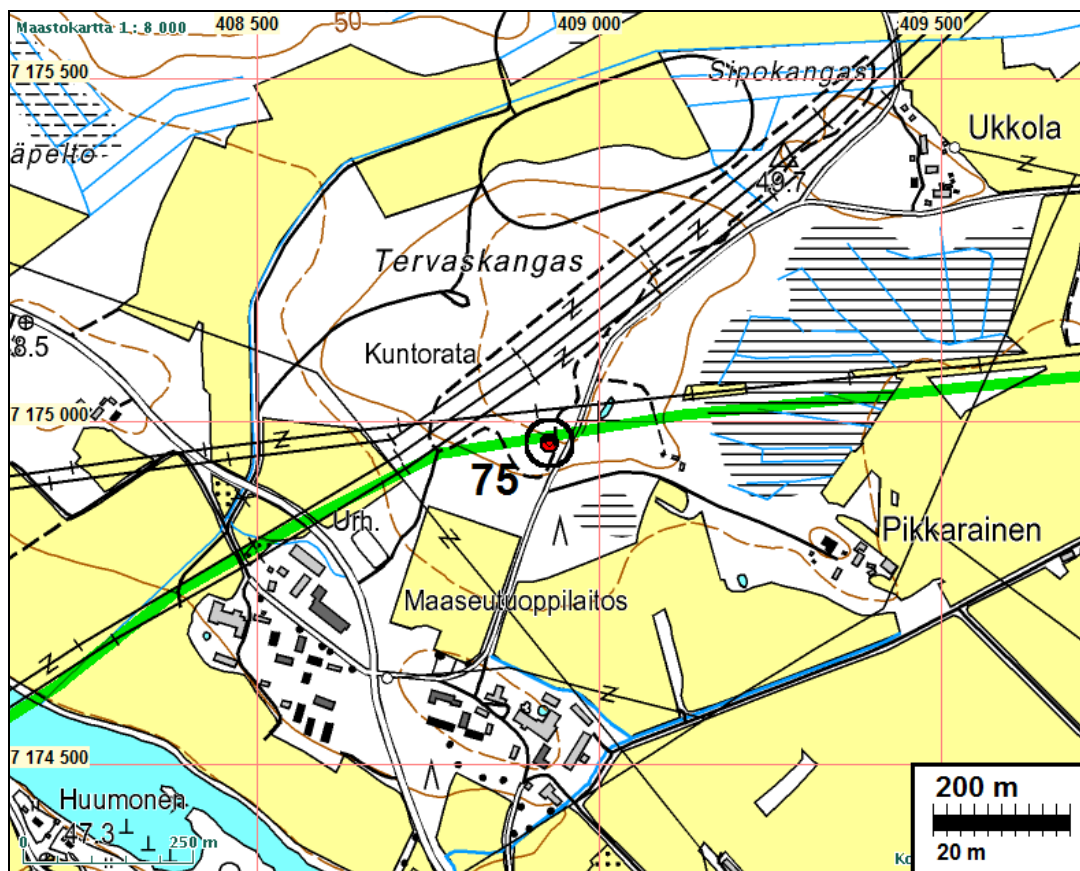 Maastokartta 1 : 8 000
408 500
50
409 000
409 500
7 175 500
Sipokangas
Ukkola
äpelto
49.7
Tervaskangas
8.5
Kuntorata
7 175 000
75
Urh.
Pikkarainen
Maaseutuoppilaitos
7 174 500
200 m
Huumonen
47.3
0 250 m
20 m
Ko